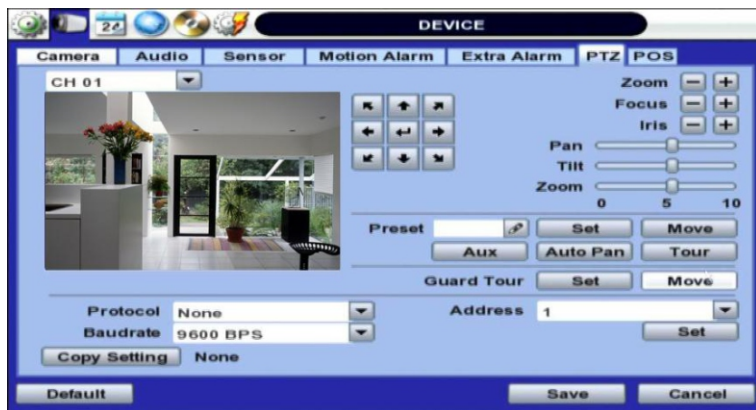 24
DEVICE
Camera Audio Sensor Motion Alarm Extra Alarm PTZ POS
CH 01
Zoom - +
Focus - +
Iris - +
Pan
Tilt
Zoom
0 5 10
Preset Set Move
Aux Auto Pan Tour
Guard Tour Set Move
Protocol None Address 1
Baudrate 9600 BPS Set
Copy Setting None
Default Save Cancel